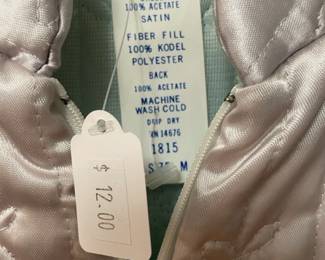 100% ACETATE
SATIN
FIBER FILL
100% KODEL
POLYESTER
BACK
100% ACETATE
MACHINE
WASH COLD
DRIP DRY
RN 14676
1815
M
$ 12.00